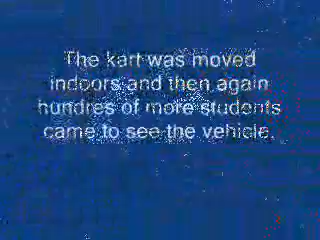 The kart was moved
indoors and then again
hundres of more students
came to see the vehicle.